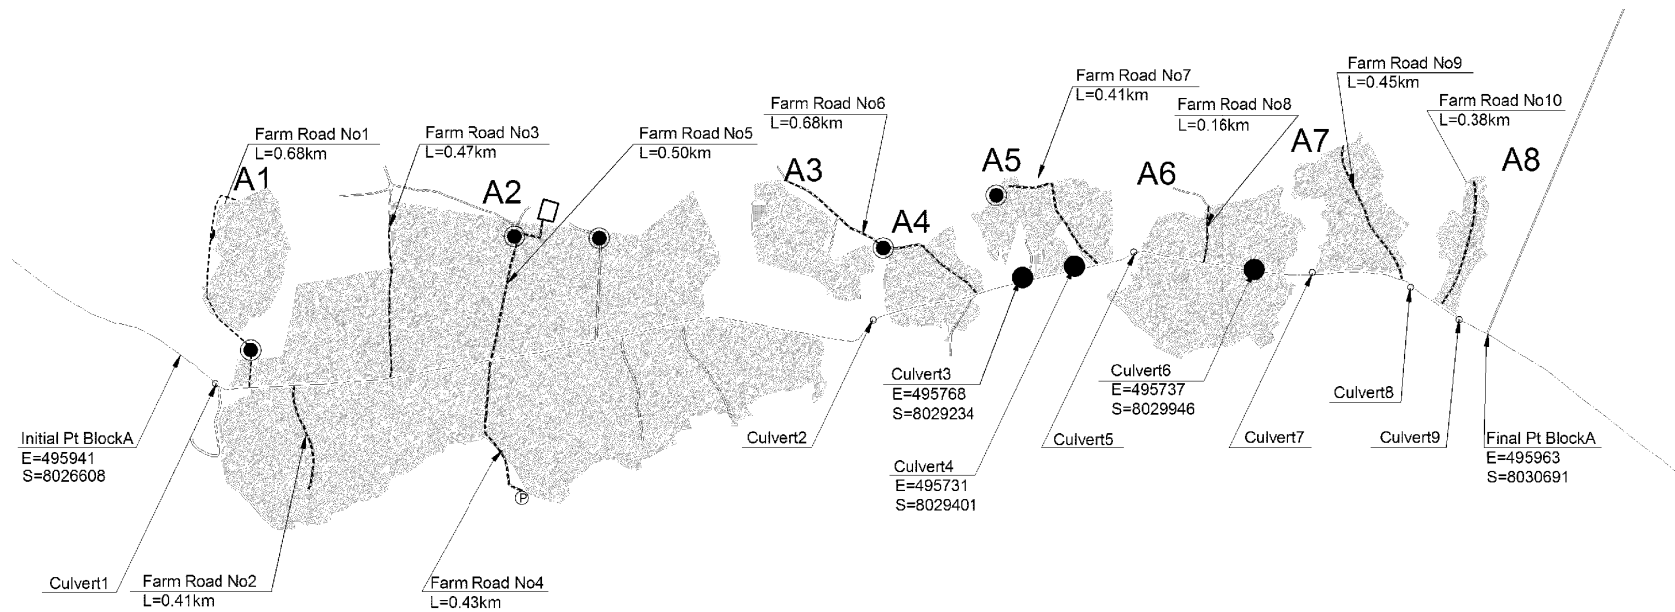 Farm Road No9
L=0.45km
Farm Road No7
L=0.41km
Farm Road No10
L=0.38km
Farm Road No6
L=0.68km
Farm Road No8
L=0.16km
Farm Road No1
L=0.68km
Farm Road No3
L=0.47km
Farm Road No5
L=0.50km
A1
A2
A3
A4
A5
A6
A7
A8
P
Initial Pt BlockA
E=495941
S=8026608
Culvert1
Farm Road No2
L=0.41km
Farm Road No4
L=0.43km
Culvert2
Culvert3
E=495768
S=8029234
Culvert4
E=495731
S=8029401
Culvert5
Culvert6
E=495737
S=8029946
Culvert7
Culvert8
Culvert9
Final Pt BlockA
E=495963
S=8030691